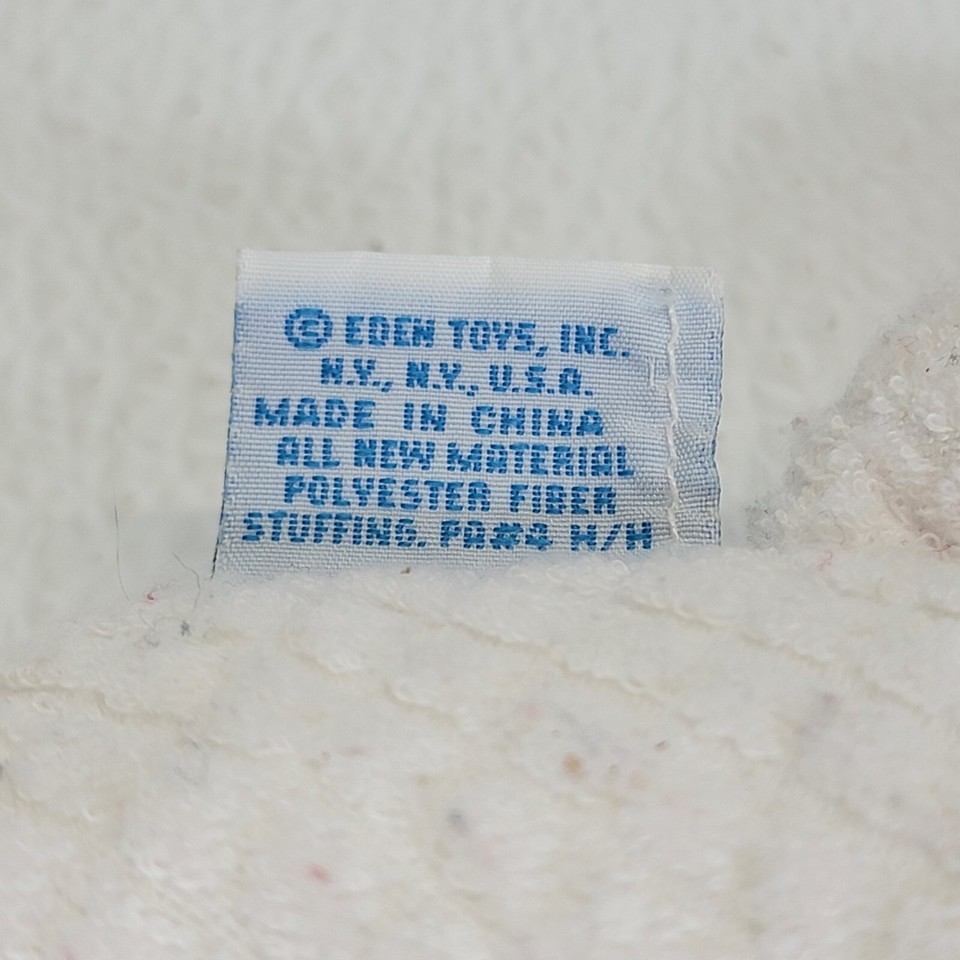 © EDEN TOYS, INC.
N.Y., N.Y., U.S.A.
MADE IN CHINA
ALL NEW MATERIAL
POLYESTER FIBER
STUFFING. PA#4 H/H